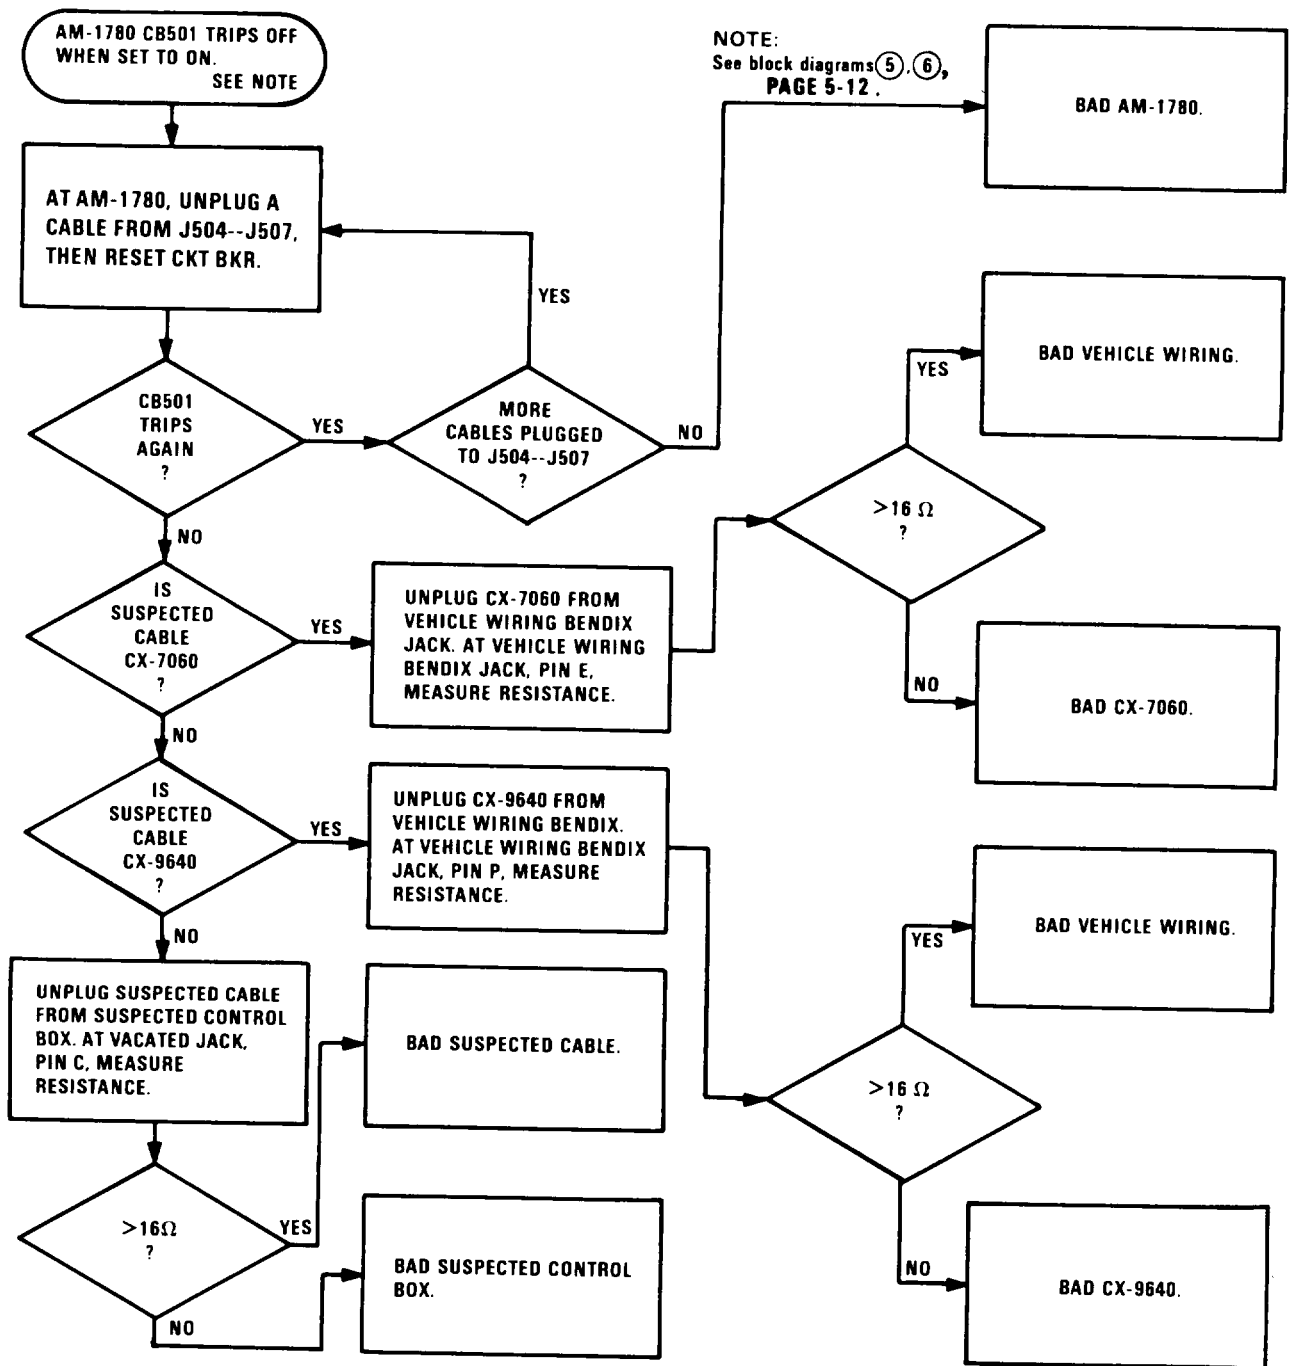 AM-1780 CB501 TRIPS OFF
WHEN SET TO ON.
SEE NOTE
NOTE:
See block diagrams 5, 6,
PAGE 5-12.
BAD AM-1780.
AT AM-1780, UNPLUG A
CABLE FROM J504--J507,
THEN RESET CKT BKR.
YES
BAD VEHICLE WIRING.
YES
CB501
TRIPS
AGAIN
?
YES
MORE
CABLES PLUGGED
TO J504--J507
?
NO
>16 Ω
?
NO
IS
SUSPECTED
CABLE
CX-7060
?
YES
UNPLUG CX-7060 FROM
VEHICLE WIRING BENDIX
JACK. AT VEHICLE WIRING
BENDIX JACK, PIN E,
MEASURE RESISTANCE.
NO
BAD CX-7060.
NO
IS
SUSPECTED
CABLE
CX-9640
?
YES
UNPLUG CX-9640 FROM
VEHICLE WIRING BENDIX.
AT VEHICLE WIRING BENDIX
JACK, PIN P, MEASURE
RESISTANCE.
YES
BAD VEHICLE WIRING.
NO
UNPLUG SUSPECTED CABLE
FROM SUSPECTED CONTROL
BOX. AT VACATED JACK,
PIN C, MEASURE
RESISTANCE.
BAD SUSPECTED CABLE.
>16 Ω
?
>16Ω
?
YES
BAD SUSPECTED CONTROL
BOX.
NO
NO
BAD CX-9640.